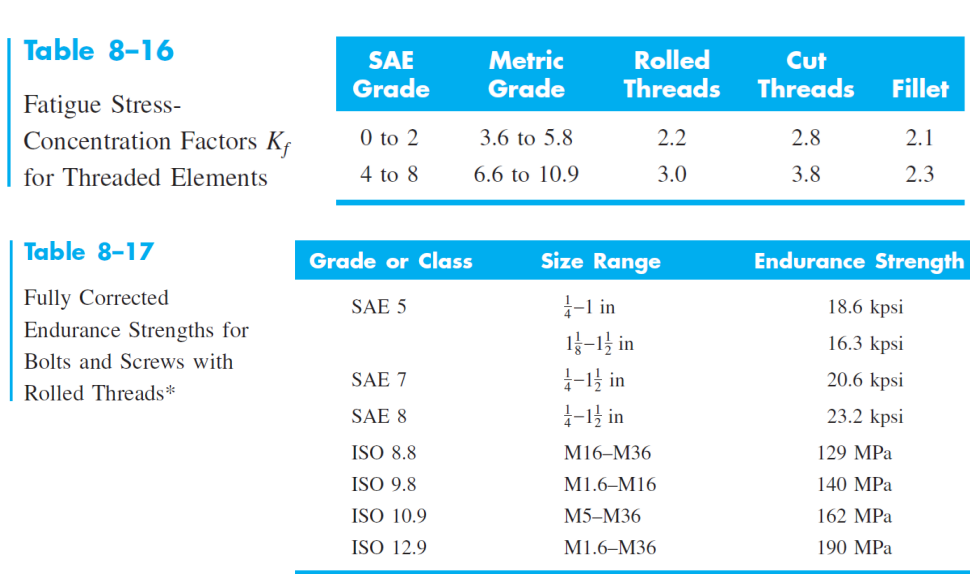 Table 8–16
Fatigue Stress-
Concentration Factors Kf
for Threaded Elements
SAE Grade Metric Grade Rolled Threads Cut Threads Fillet
0 to 2 3.6 to 5.8 2.2 2.8 2.1
4 to 8 6.6 to 10.9 3.0 3.8 2.3
Table 8–17
Fully Corrected
Endurance Strengths for
Bolts and Screws with
Rolled Threads*
Grade or Class Size Range Endurance Strength
SAE 5 1/4–1 in 18.6 kpsi
1 1/8–1 1/2 in 16.3 kpsi
SAE 7 1/4–1 1/2 in 20.6 kpsi
SAE 8 1/4–1 1/2 in 23.2 kpsi
ISO 8.8 M16–M36 129 MPa
ISO 9.8 M1.6–M16 140 MPa
ISO 10.9 M5–M36 162 MPa
ISO 12.9 M1.6–M36 190 MPa